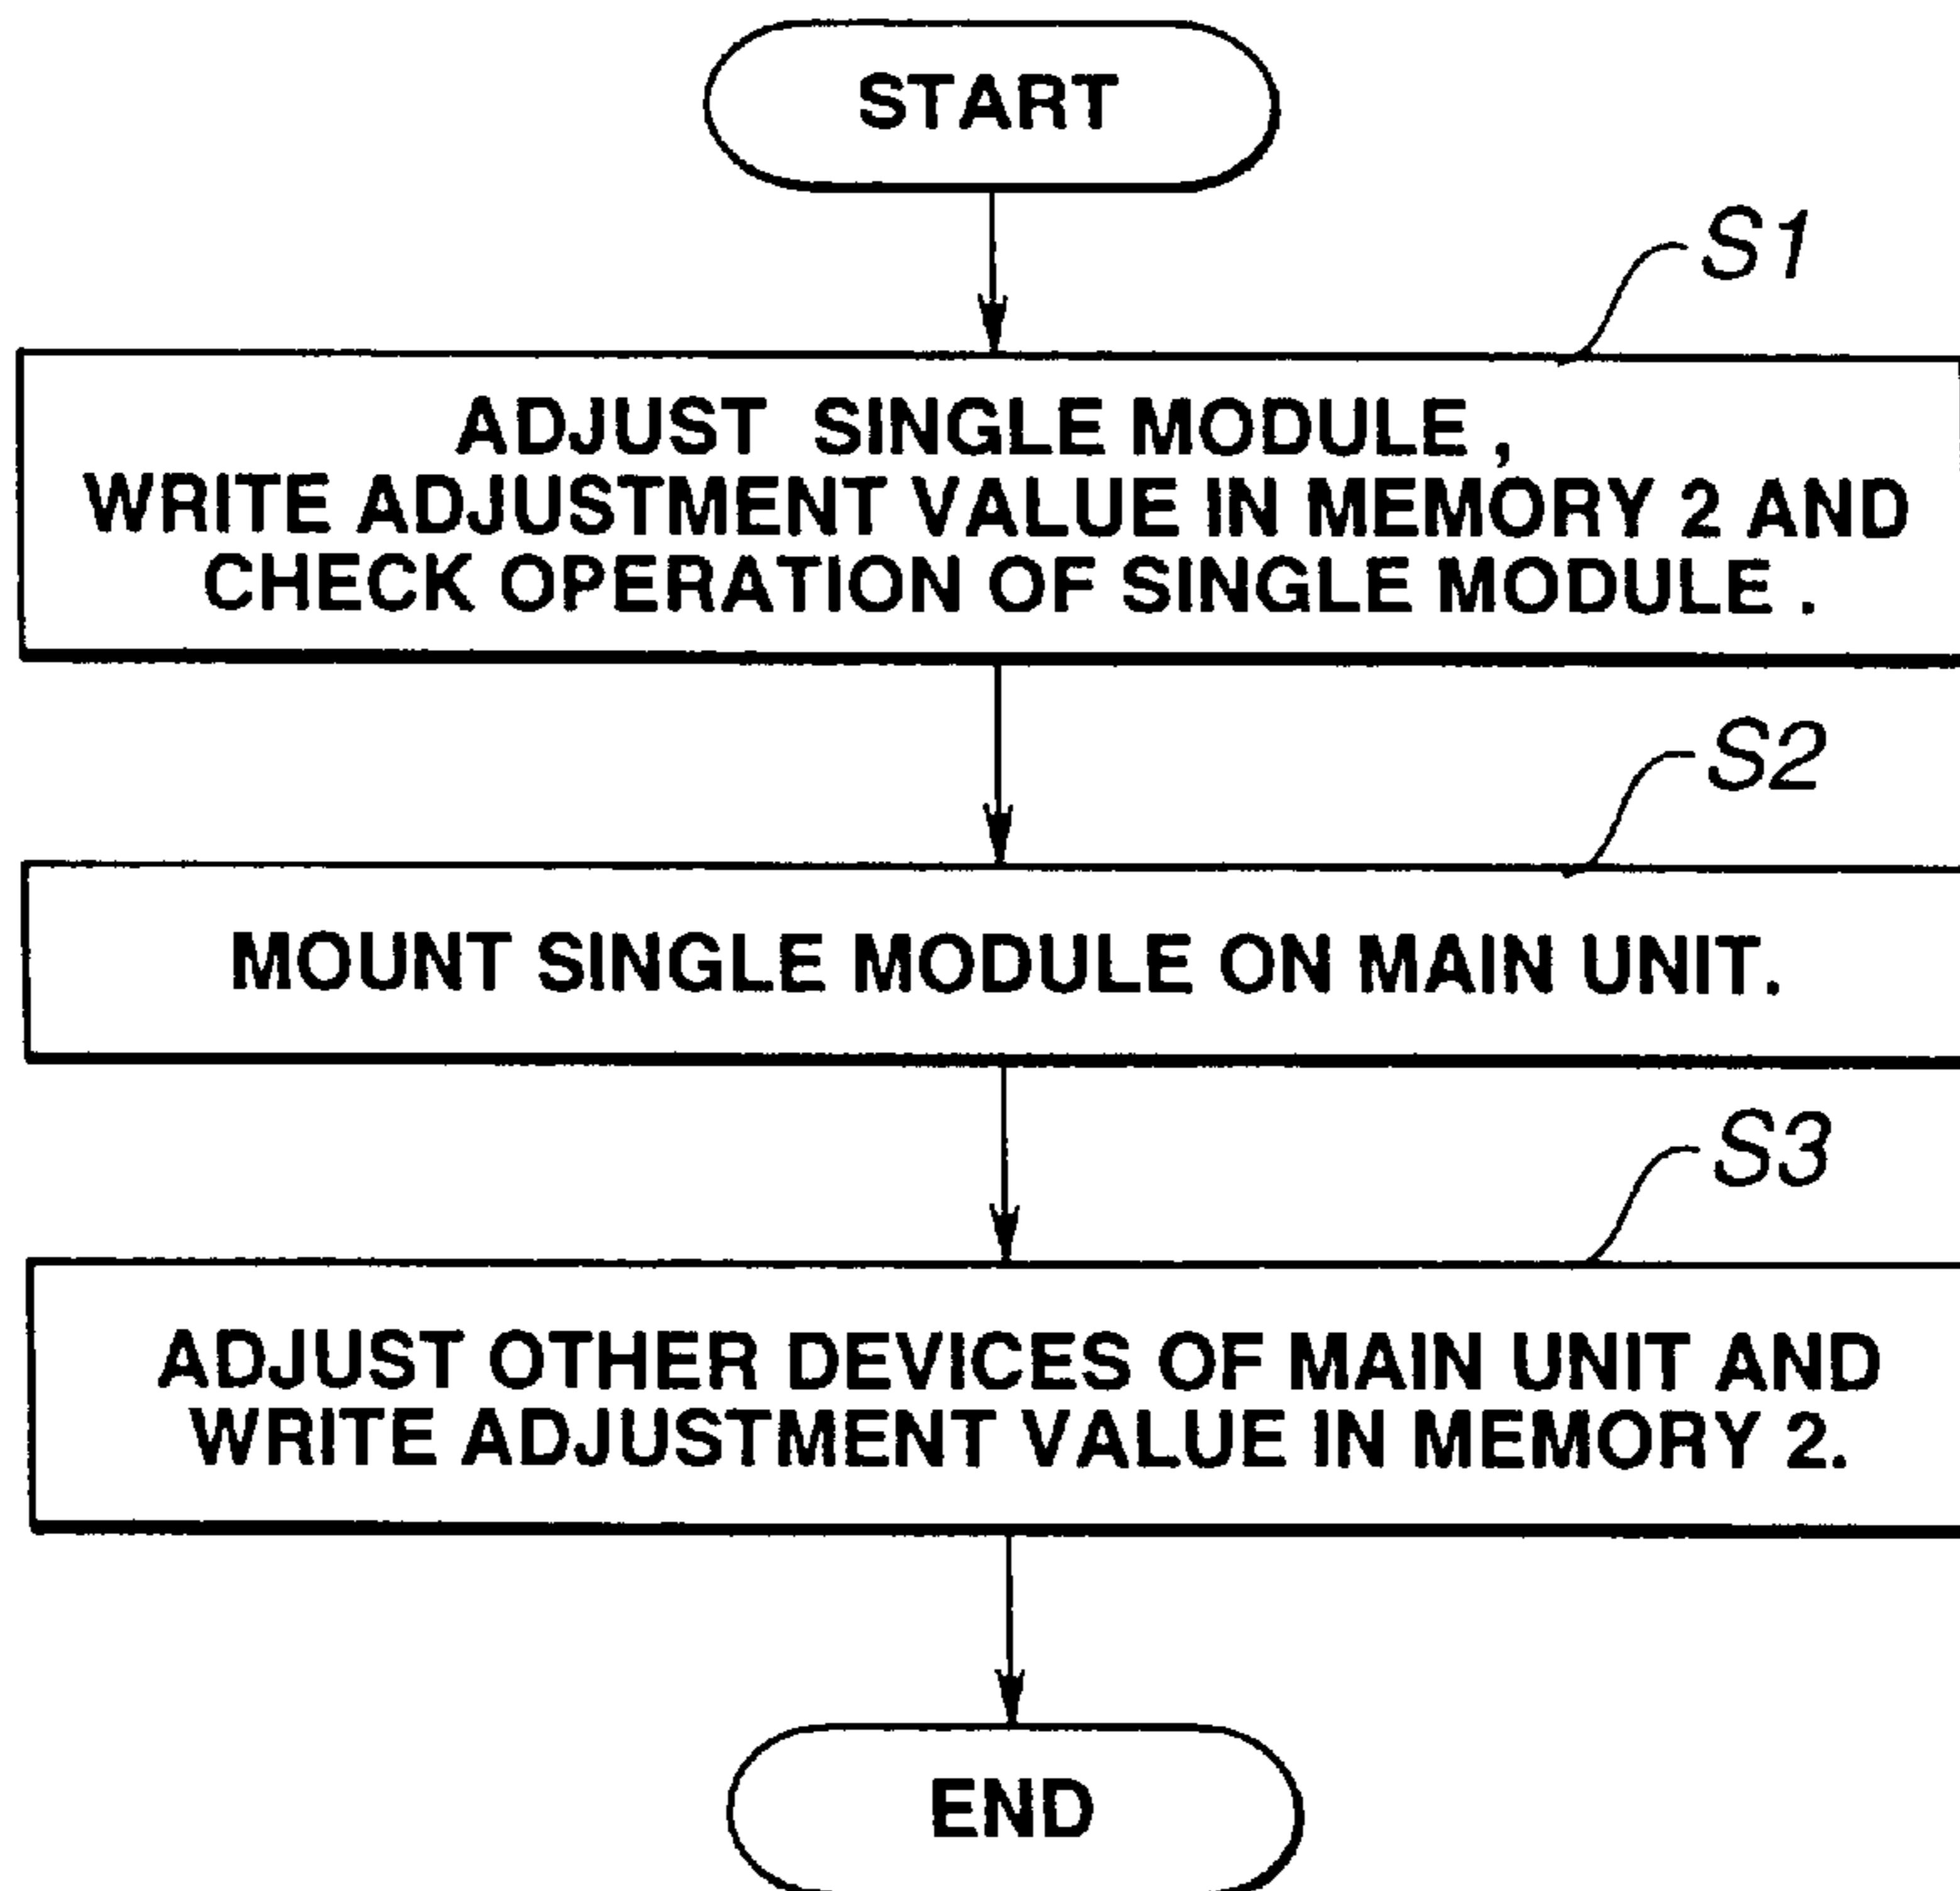 START
S1
ADJUST SINGLE MODULE,
WRITE ADJUSTMENT VALUE IN MEMORY 2 AND
CHECK OPERATION OF SINGLE MODULE.
S2
MOUNT SINGLE MODULE ON MAIN UNIT.
S3
ADJUST OTHER DEVICES OF MAIN UNIT AND
WRITE ADJUSTMENT VALUE IN MEMORY 2.
END